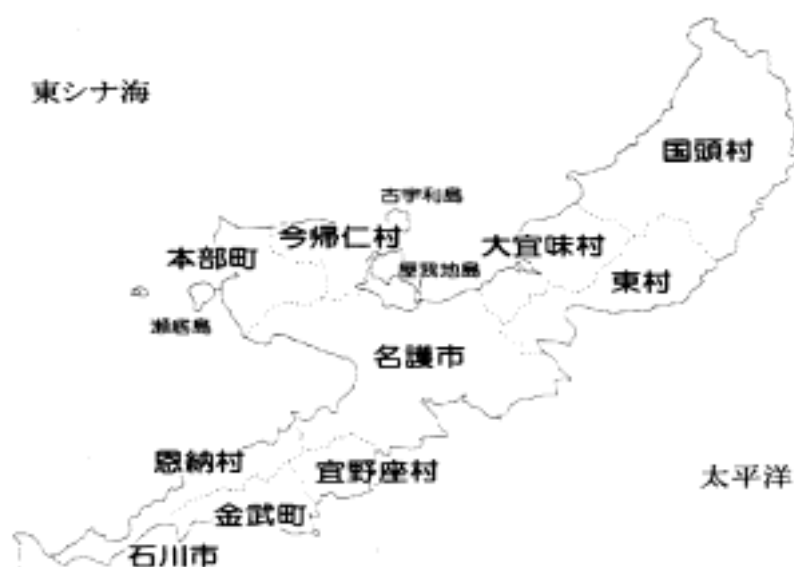 東シナ海
国頭村
古宇利島
今帰仁村
大宜味村
本部町
屋我地島
東村
瀬底島
名護市
恩納村
宜野座村
太平洋
金武町
石川市